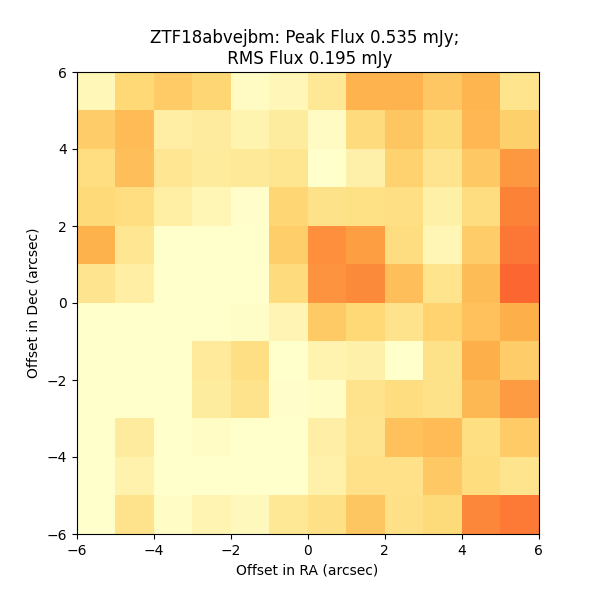 ZTF18abvejbm: Peak Flux 0.535 mJy;
RMS Flux 0.195 mJy
6
4
2
0
−2
−4
−6
Offset in Dec (arcsec)
−6 −4 −2 0 2 4 6
Offset in RA (arcsec)